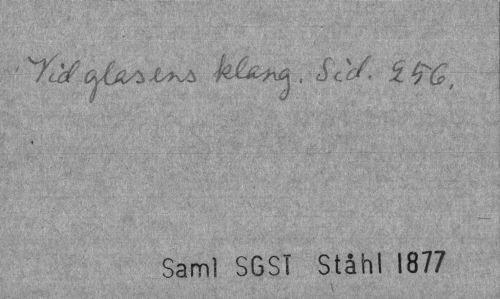 Vid glasens klang. Sid. 256.
Saml SGST Ståhl 1877